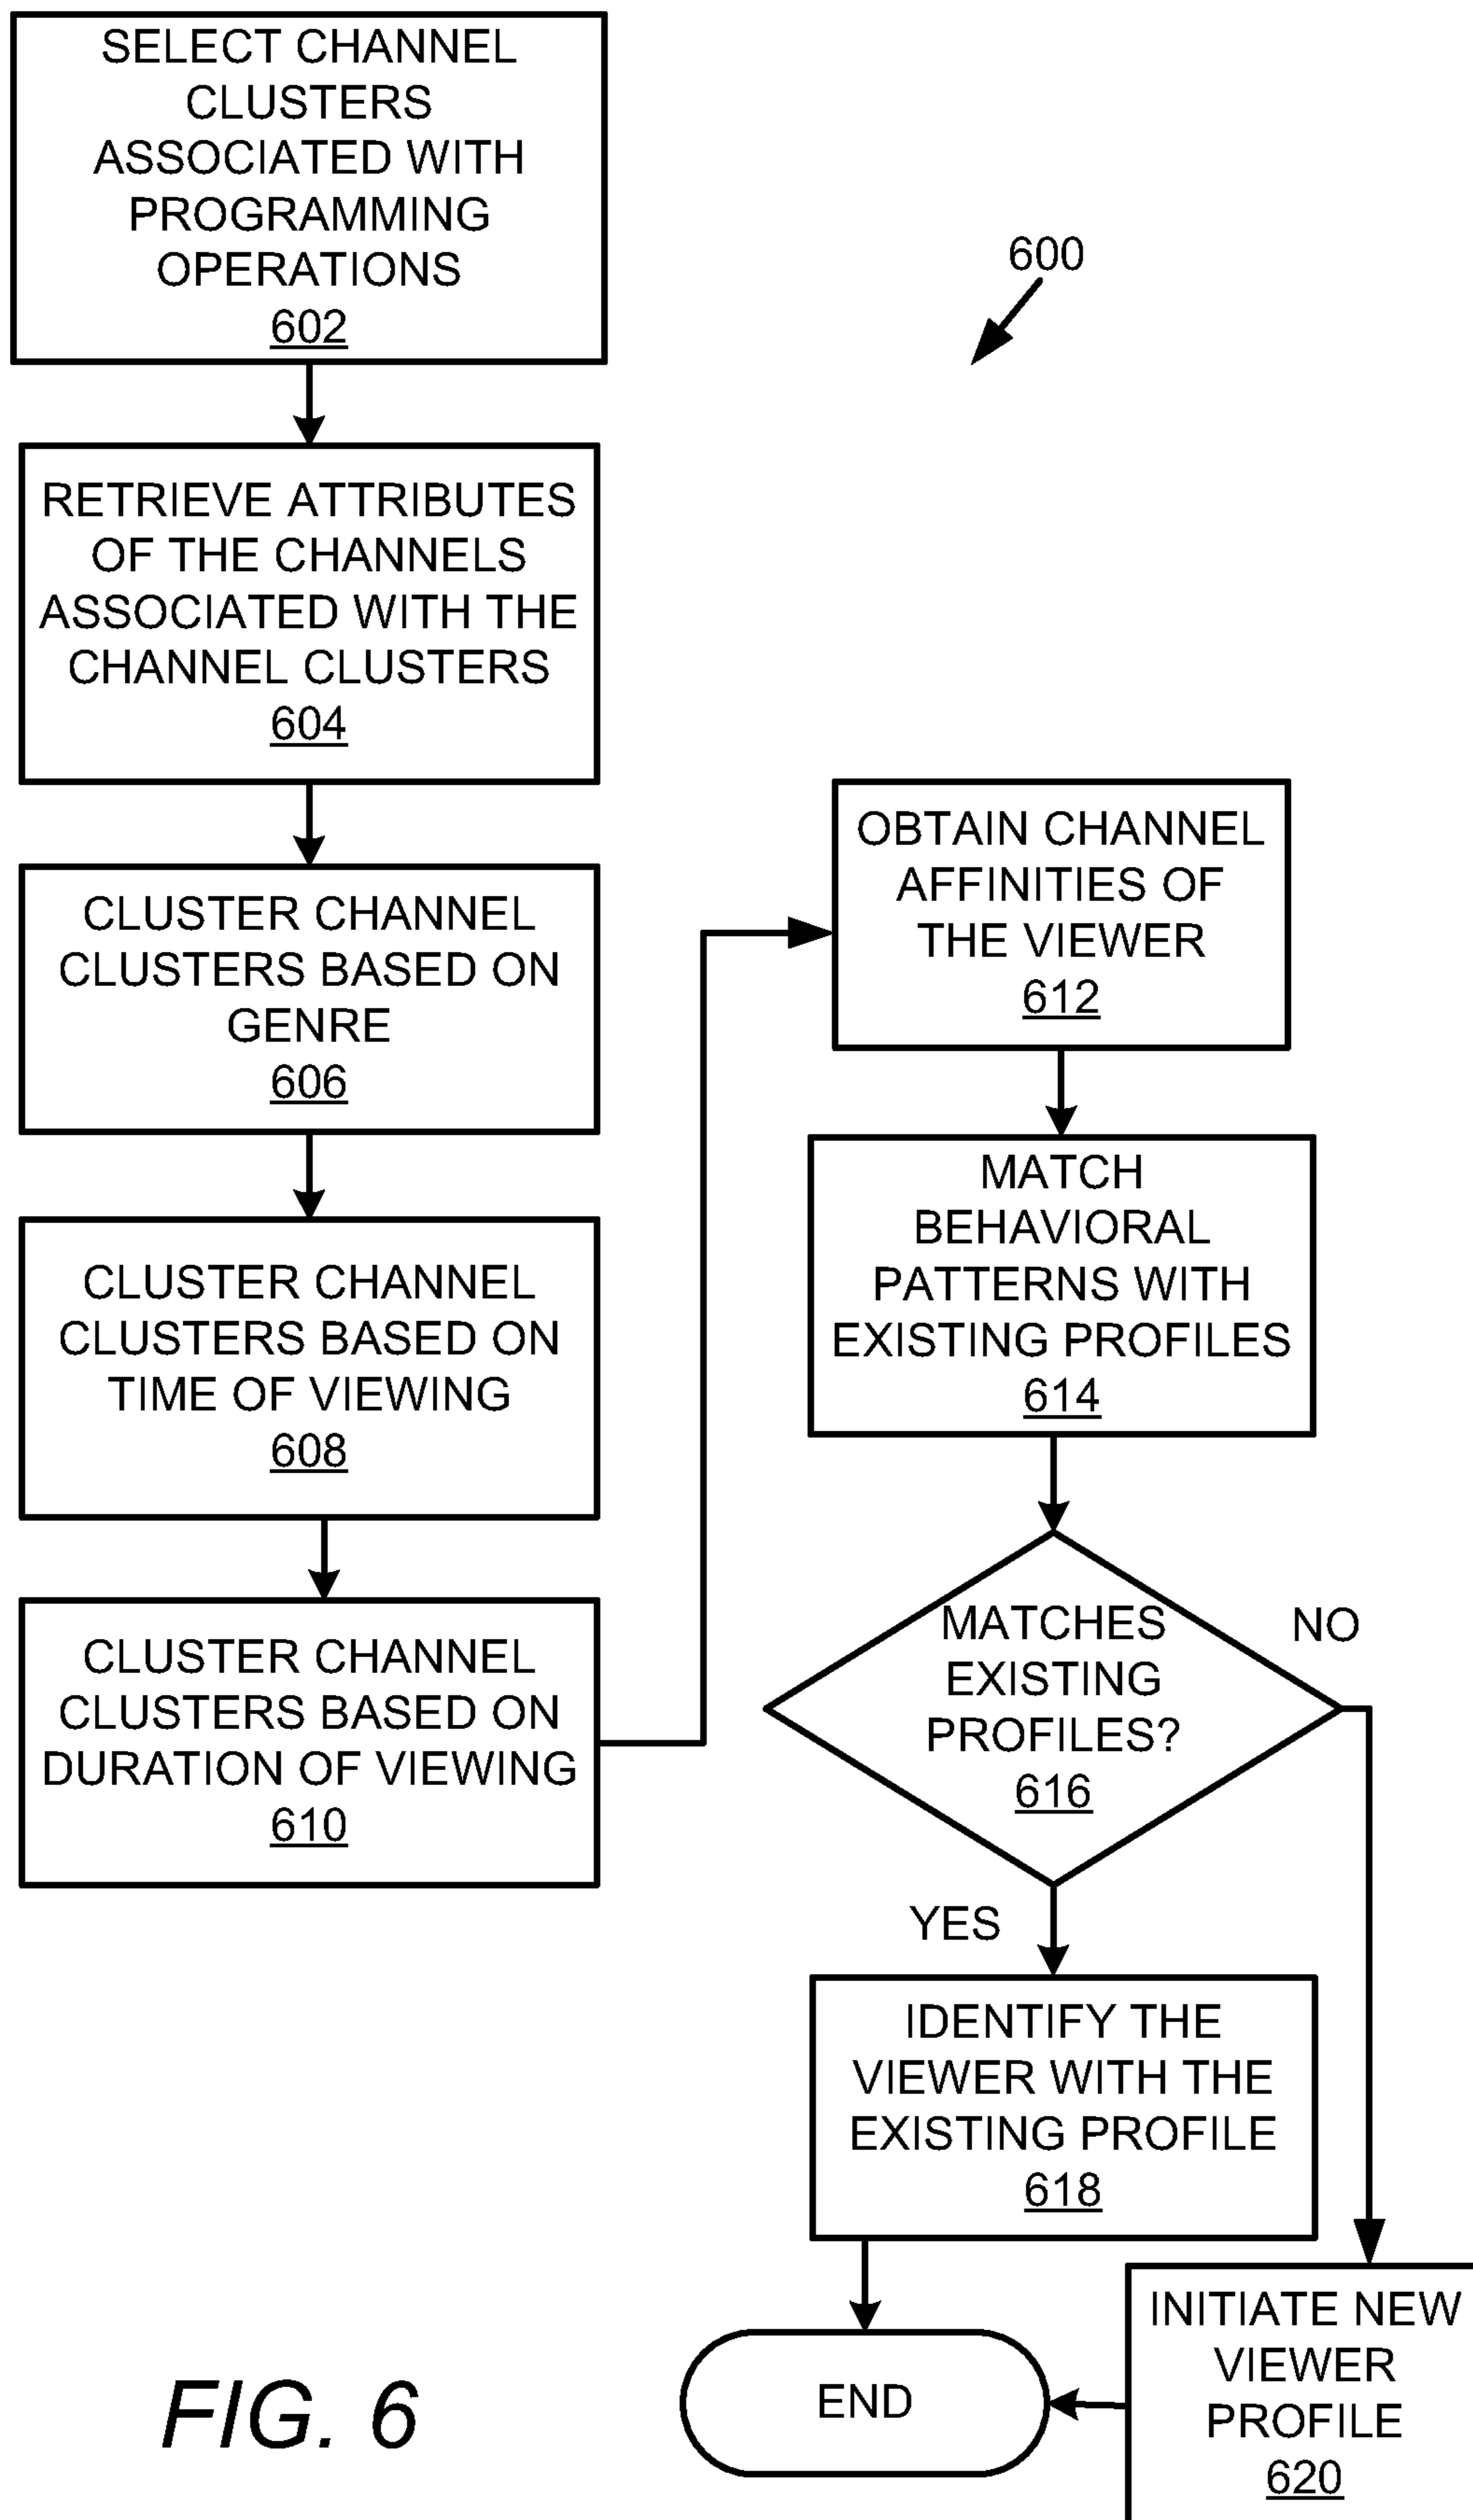 SELECT CHANNEL
CLUSTERS
ASSOCIATED WITH
PROGRAMMING
OPERATIONS
602
600
RETRIEVE ATTRIBUTES
OF THE CHANNELS
ASSOCIATED WITH THE
CHANNEL CLUSTERS
604
CLUSTER CHANNEL
CLUSTERS BASED ON
GENRE
606
CLUSTER CHANNEL
CLUSTERS BASED ON
TIME OF VIEWING
608
CLUSTER CHANNEL
CLUSTERS BASED ON
DURATION OF VIEWING
610
OBTAIN CHANNEL
AFFINITIES OF
THE VIEWER
612
MATCH
BEHAVIORAL
PATTERNS WITH
EXISTING PROFILES
614
MATCHES
EXISTING
PROFILES?
616
NO
YES
IDENTIFY THE
VIEWER WITH THE
EXISTING PROFILE
618
INITIATE NEW
VIEWER
PROFILE
620
END
FIG. 6